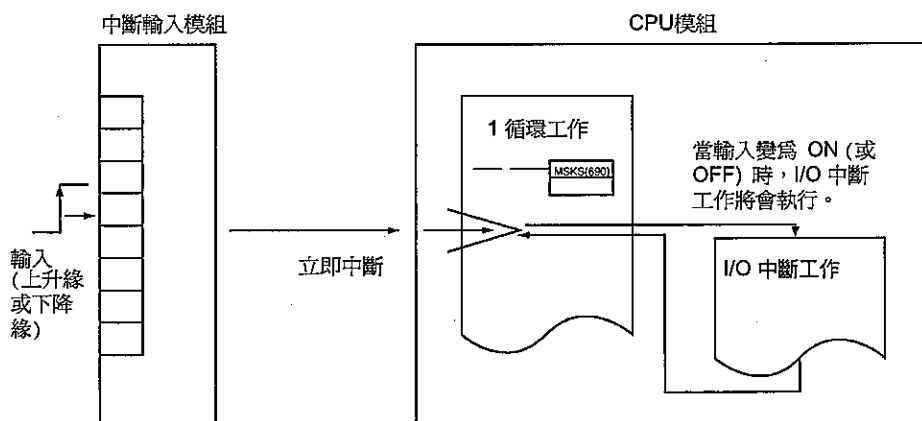 中斷輸入模組
CPU模組
1 循環工作
MSKS(690)
當輸入變爲 ON (或
OFF) 時，I/O 中斷
工作將會執行。
輸入
(上升緣
或下降
緣)
立即中斷
I/O 中斷工作